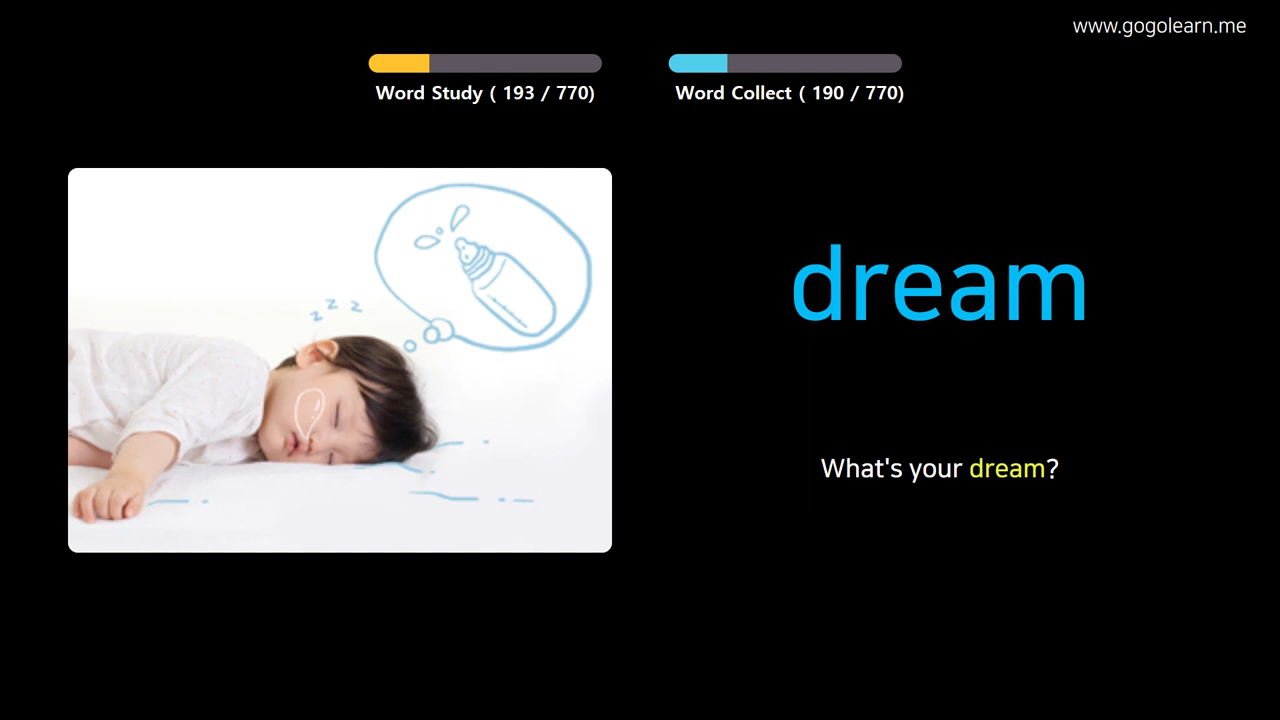 www.gogolearn.me
Word Study ( 193 / 770)
Word Collect ( 190 / 770)
z z z
dream
What's your dream?